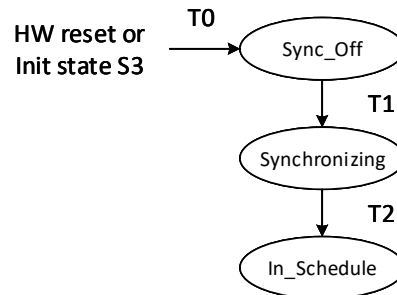 T0
HW reset or
Init state S3
Sync_Off
T1
Synchronizing
T2
In_Schedule